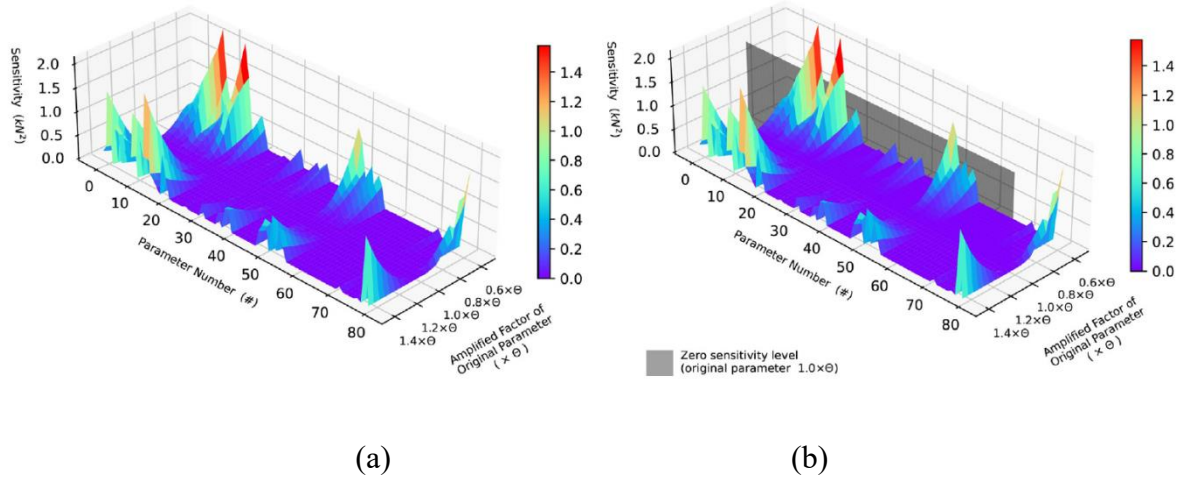 Sensitivity (kN²)
2.0
1.5
1.0
0.5
0.0
0
10
20
30
40
50
60
70
80
Parameter Number (#)
0.6×Θ
0.8×Θ
1.0×Θ
1.2×Θ
1.4×Θ
Amplified Factor of
Original Parameter
( × Θ )
1.4
1.2
1.0
0.8
0.6
0.4
0.2
0.0
(a)
Sensitivity (kN²)
2.0
1.5
1.0
0.5
0.0
0
10
20
30
40
50
60
70
80
Parameter Number (#)
0.6×Θ
0.8×Θ
1.0×Θ
1.2×Θ
1.4×Θ
Amplified Factor of
Original Parameter
( × Θ )
1.4
1.2
1.0
0.8
0.6
0.4
0.2
0.0
Zero sensitivity level
(original parameter 1.0×Θ)
(b)